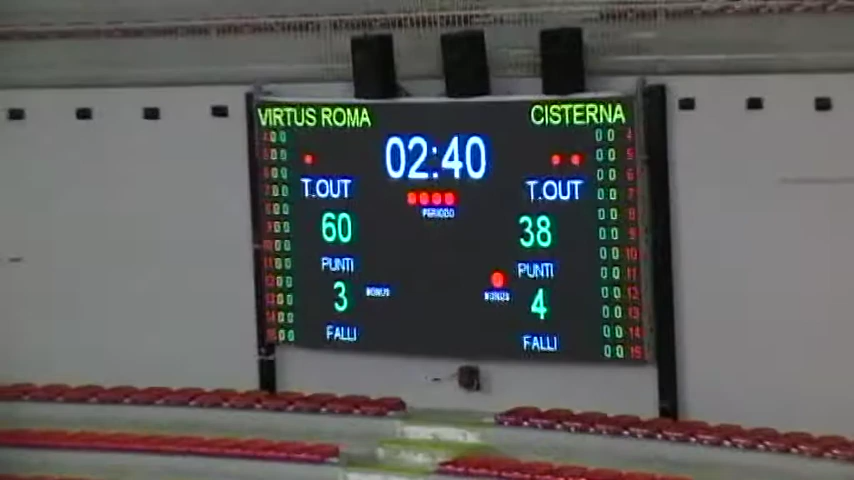 VIRTUS ROMA CISTERNA
02:40
T.OUT T.OUT
PERIODO
60 38
PUNTI PUNTI
BONUS BONUS
3 4
FALLI FALLI